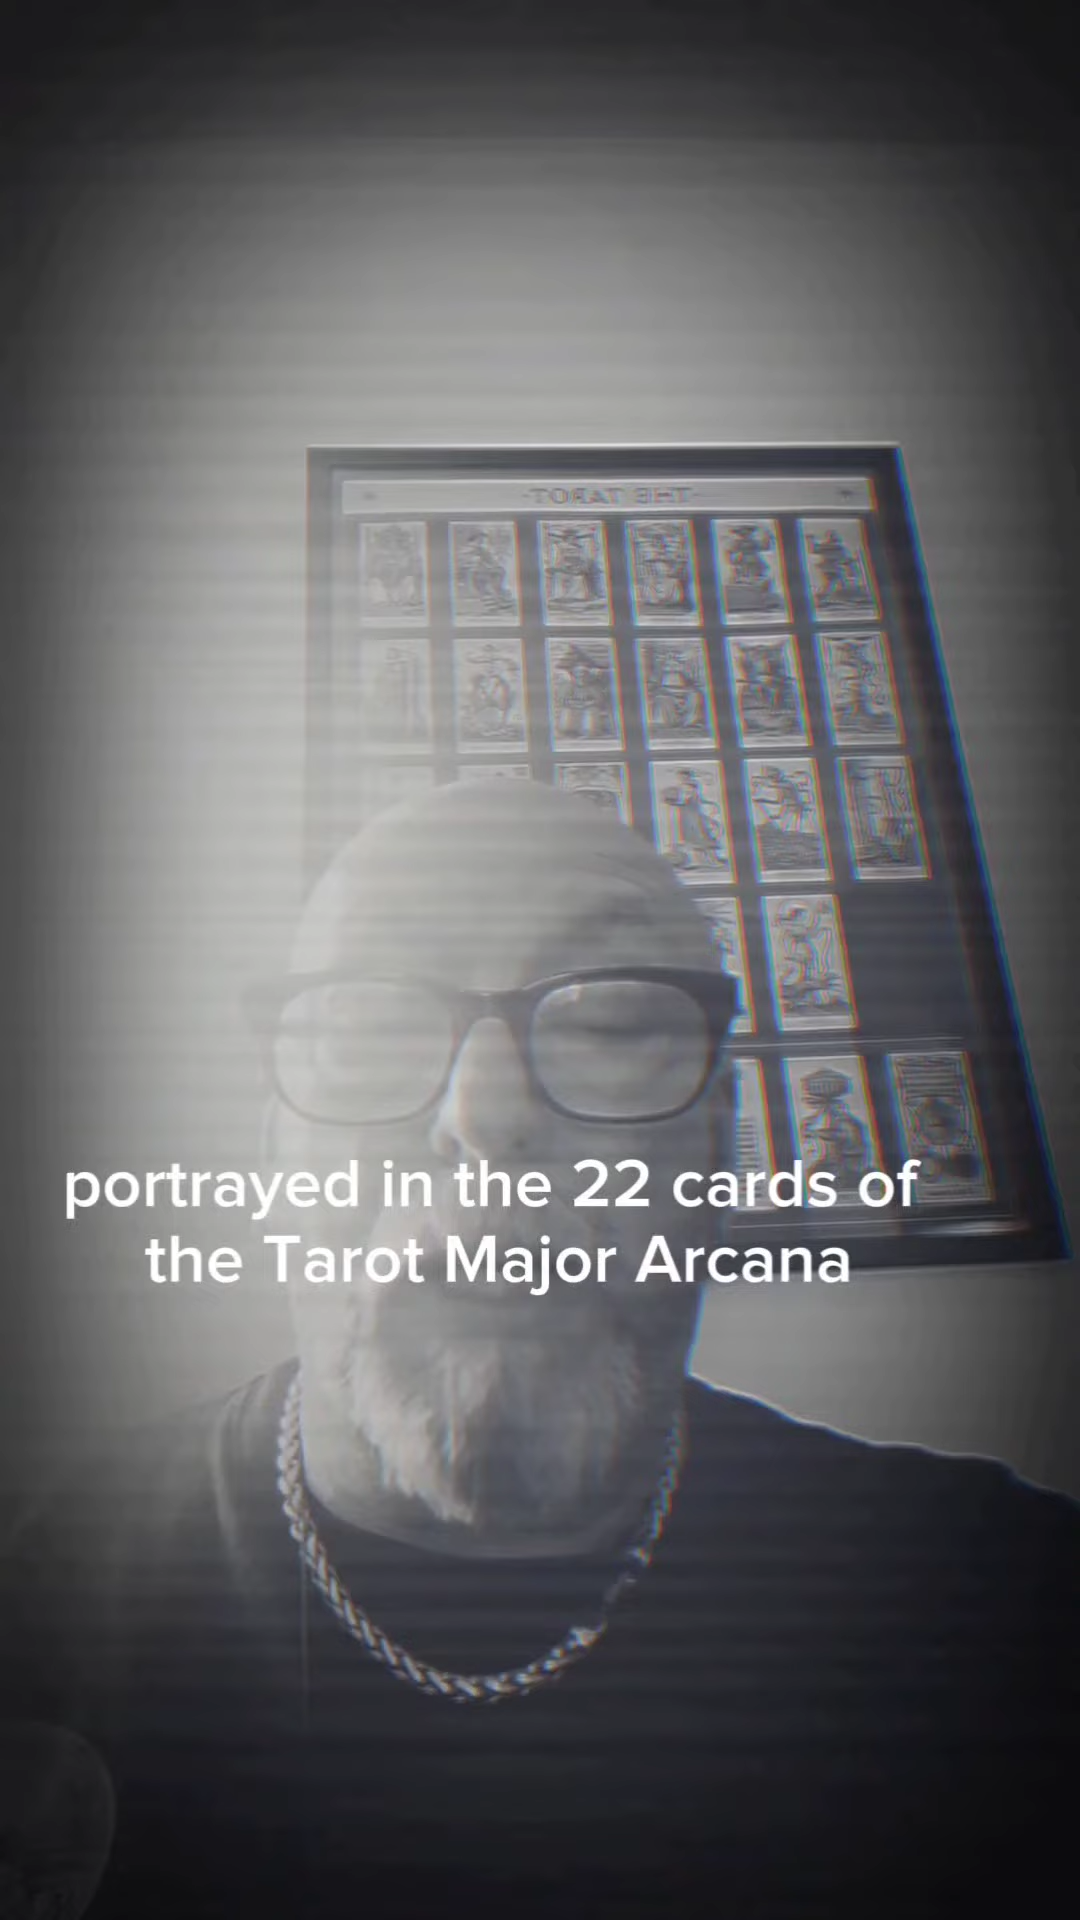 ·THE TAROT·
portrayed in the 22 cards of
the Tarot Major Arcana